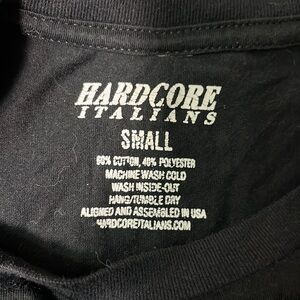 HARDCORE
ITALIANS
SMALL
60% COTTON, 40% POLYESTER
MACHINE WASH COLD
WASH INSIDE-OUT
HANG/TUMBLE DRY
ALIGNED AND ASSEMBLED IN USA
HARDCOREITALIANS.COM